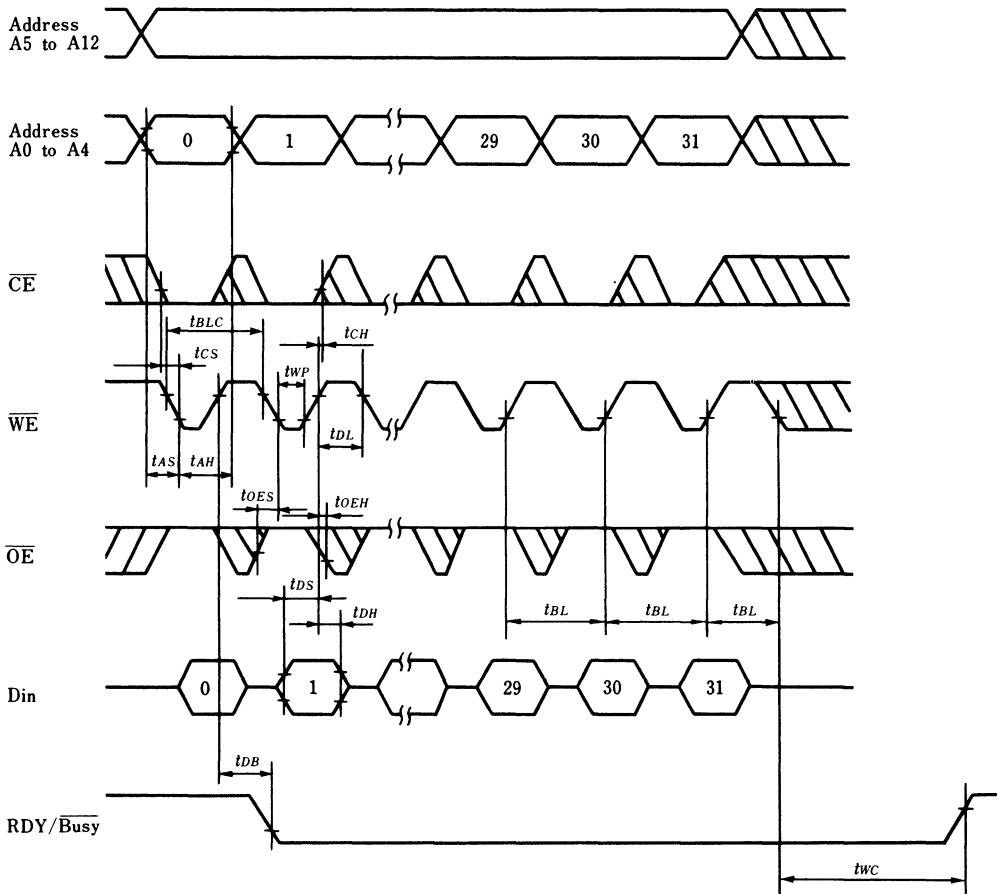 Address
A5 to A12
Address
A0 to A4
0
1
29
30
31
CE
tBLC
tCH
tCS
tWP
WE
tDL
tAS
tAH
tOES
tOEH
OE
tDS
tBL
tBL
tBL
tDH
Din
0
1
29
30
31
tDB
RDY/Busy
tWC